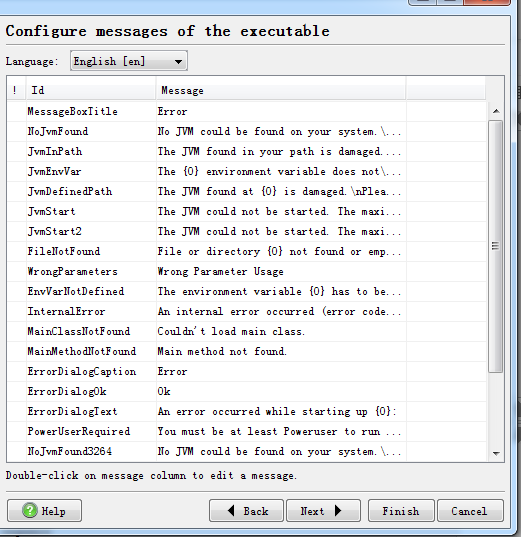 Configure messages of the executable
Language: English [en]
! Id Message
MessageBoxTitle Error
NoJvmFound No JVM could be found on your system.\...
JvmInPath The JVM found in your path is damaged....
JvmEnvVar The {0} environment variable does not\...
JvmDefinedPath The JVM found at {0} is damaged.\nPlea...
JvmStart The JVM could not be started. The maxi...
JvmStart2 The JVM could not be started. The maxi...
FileNotFound File or directory {0} not found or emp...
WrongParameters Wrong Parameter Usage
EnvVarNotDefined The environment variable {0} has to be...
InternalError An internal error occurred (error code...
MainClassNotFound Couldn't load main class.
MainMethodNotFound Main method not found.
ErrorDialogCaption Error
ErrorDialogOk Ok
ErrorDialogText An error occurred while starting up {0}:
PowerUserRequired You must be at least Poweruser to run ...
NoJvmFound3264 No JVM could be found on your system.\...
Double-click on message column to edit a message.
Help Back Next Finish Cancel